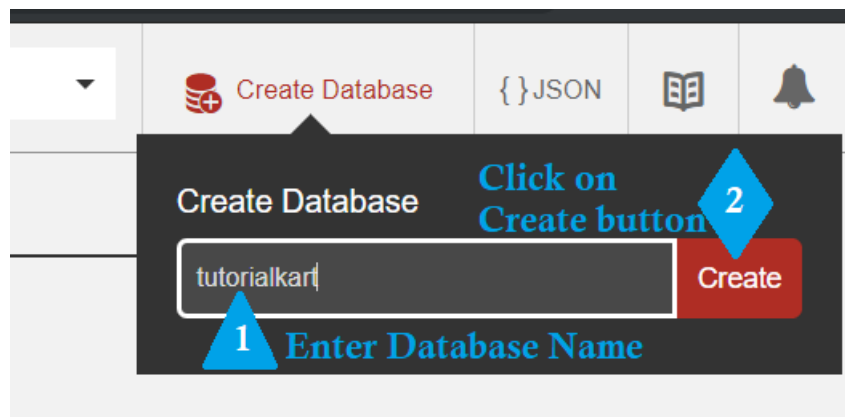 Create Database
{ } JSON
Create Database
Click on
Create button
2
tutorialkart
Create
1
Enter Database Name